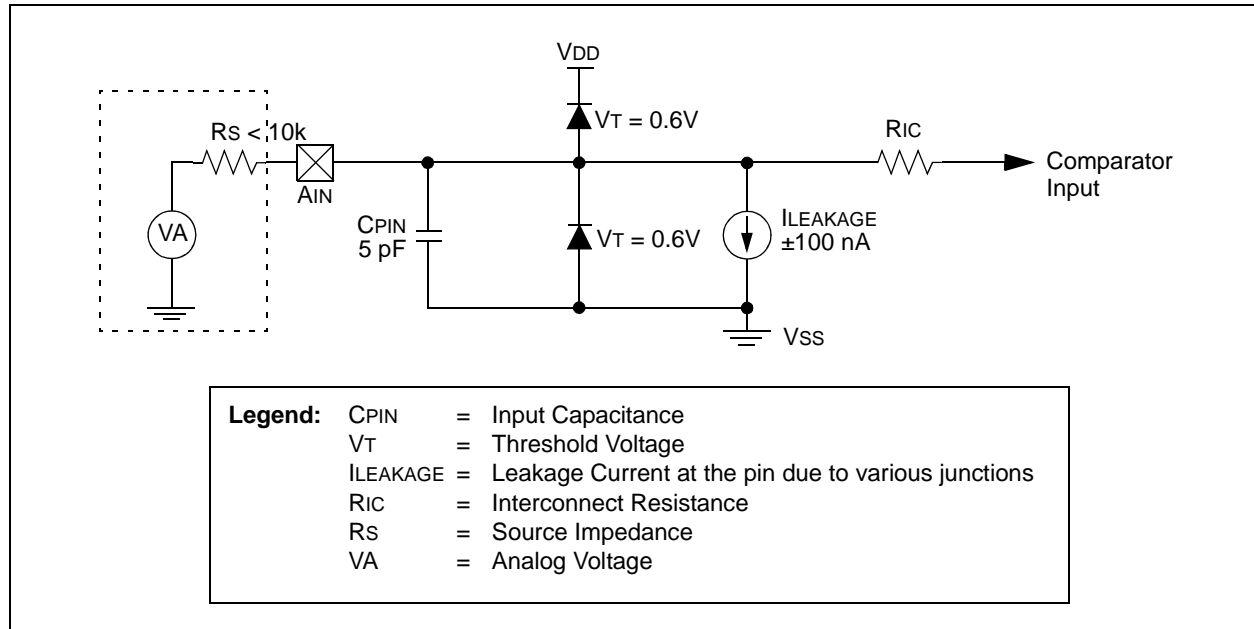 VDD
VT = 0.6V
RS < 10k
RIC
AIN
Comparator
Input
VA
CPIN
5 pF
VT = 0.6V
ILEAKAGE
±100 nA
VSS
Legend: CPIN = Input Capacitance
VT = Threshold Voltage
ILEAKAGE = Leakage Current at the pin due to various junctions
RIC = Interconnect Resistance
RS = Source Impedance
VA = Analog Voltage